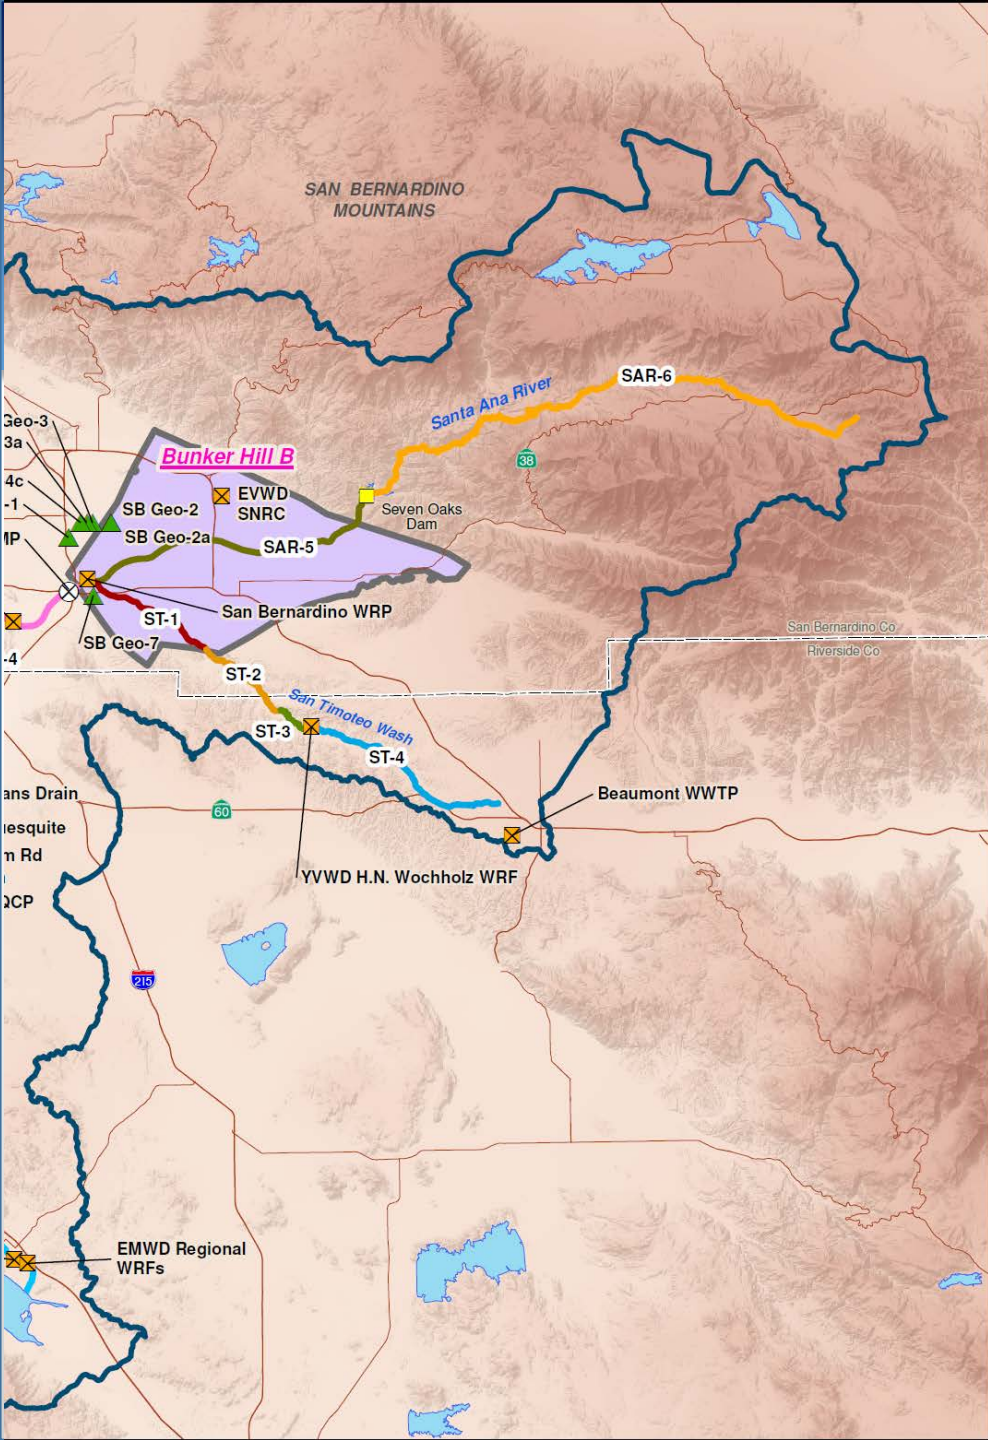 SAN BERNARDINO
MOUNTAINS
SAR-6
Santa Ana River
Geo-3
3a
Bunker Hill B
38
4c
EVWD
SNRC
-1
SB Geo-2
Seven Oaks
Dam
SB Geo-2a
SAR-5
MP
San Bernardino WRP
ST-1
San Bernardino Co
SB Geo-7
Riverside Co
-4
ST-2
San Timoteo Wash
ST-3
ST-4
ans Drain
Beaumont WWTP
60
esquite
m Rd
YVWD H.N. Wochholz WRF
QCP
215
EMWD Regional
WRFs